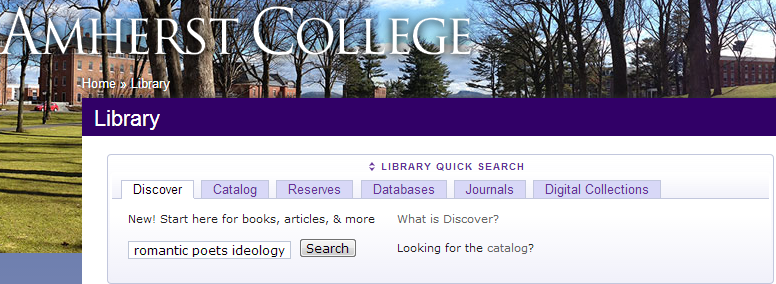 AMHERST COLLEGE
Home » Library
Library
LIBRARY QUICK SEARCH
Discover Catalog Reserves Databases Journals Digital Collections
New! Start here for books, articles, & more What is Discover?
romantic poets ideology Search Looking for the catalog?